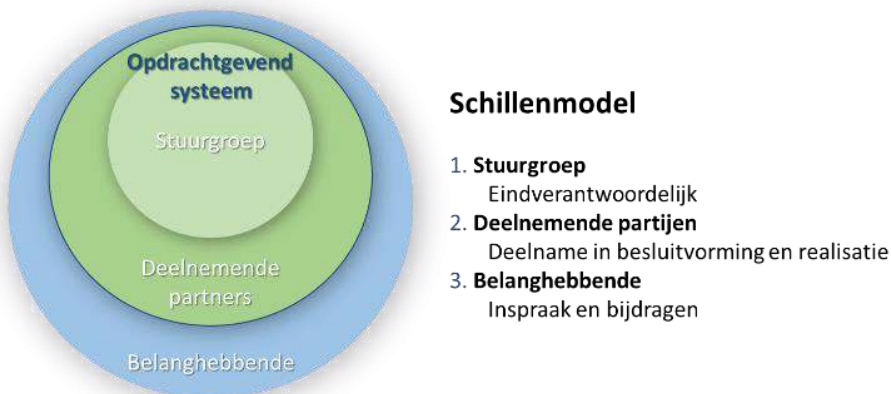 Opdrachtgevend
systeem
Stuurgroep
Deelnemende
partners
Belanghebbende
Schillenmodel
1. Stuurgroep
Eindverantwoordelijk
2. Deelnemende partijen
Deelname in besluitvorming en realisatie
3. Belanghebbende
Inspraak en bijdragen